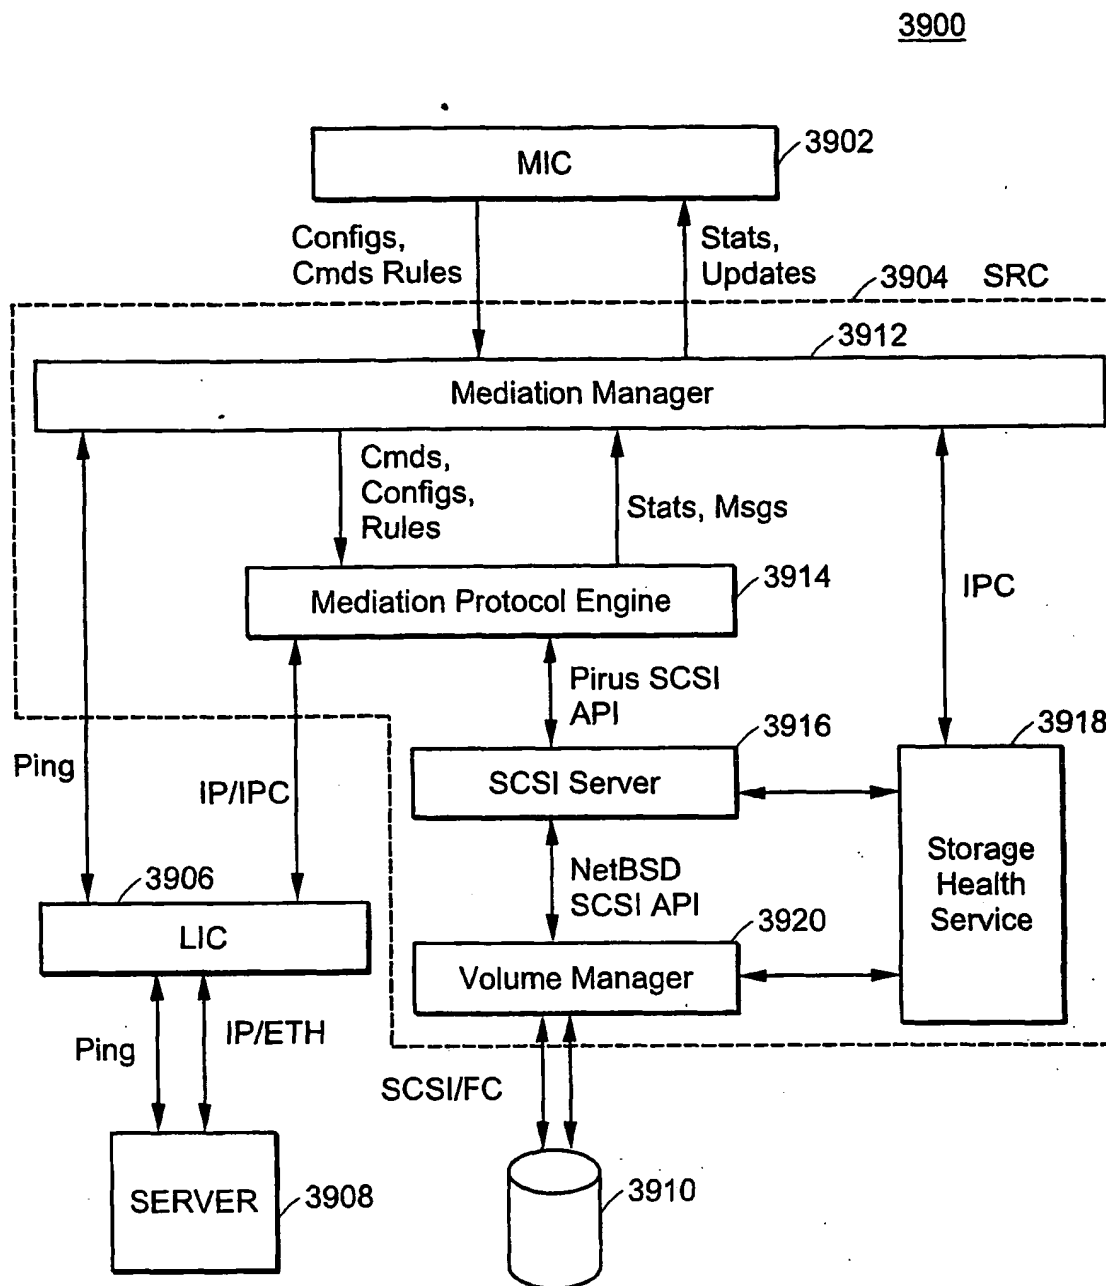 3900
MIC
3902
Configs,
Cmds Rules
Stats,
Updates
3904
SRC
3912
Mediation Manager
Cmds,
Configs,
Rules
Stats, Msgs
IPC
3914
Mediation Protocol Engine
Pirus SCSI
API
3916
3918
Ping
IP/IPC
SCSI Server
Storage
Health
Service
NetBSD
SCSI API
3906
LIC
3920
Volume Manager
Ping
IP/ETH
SCSI/FC
SERVER
3908
3910